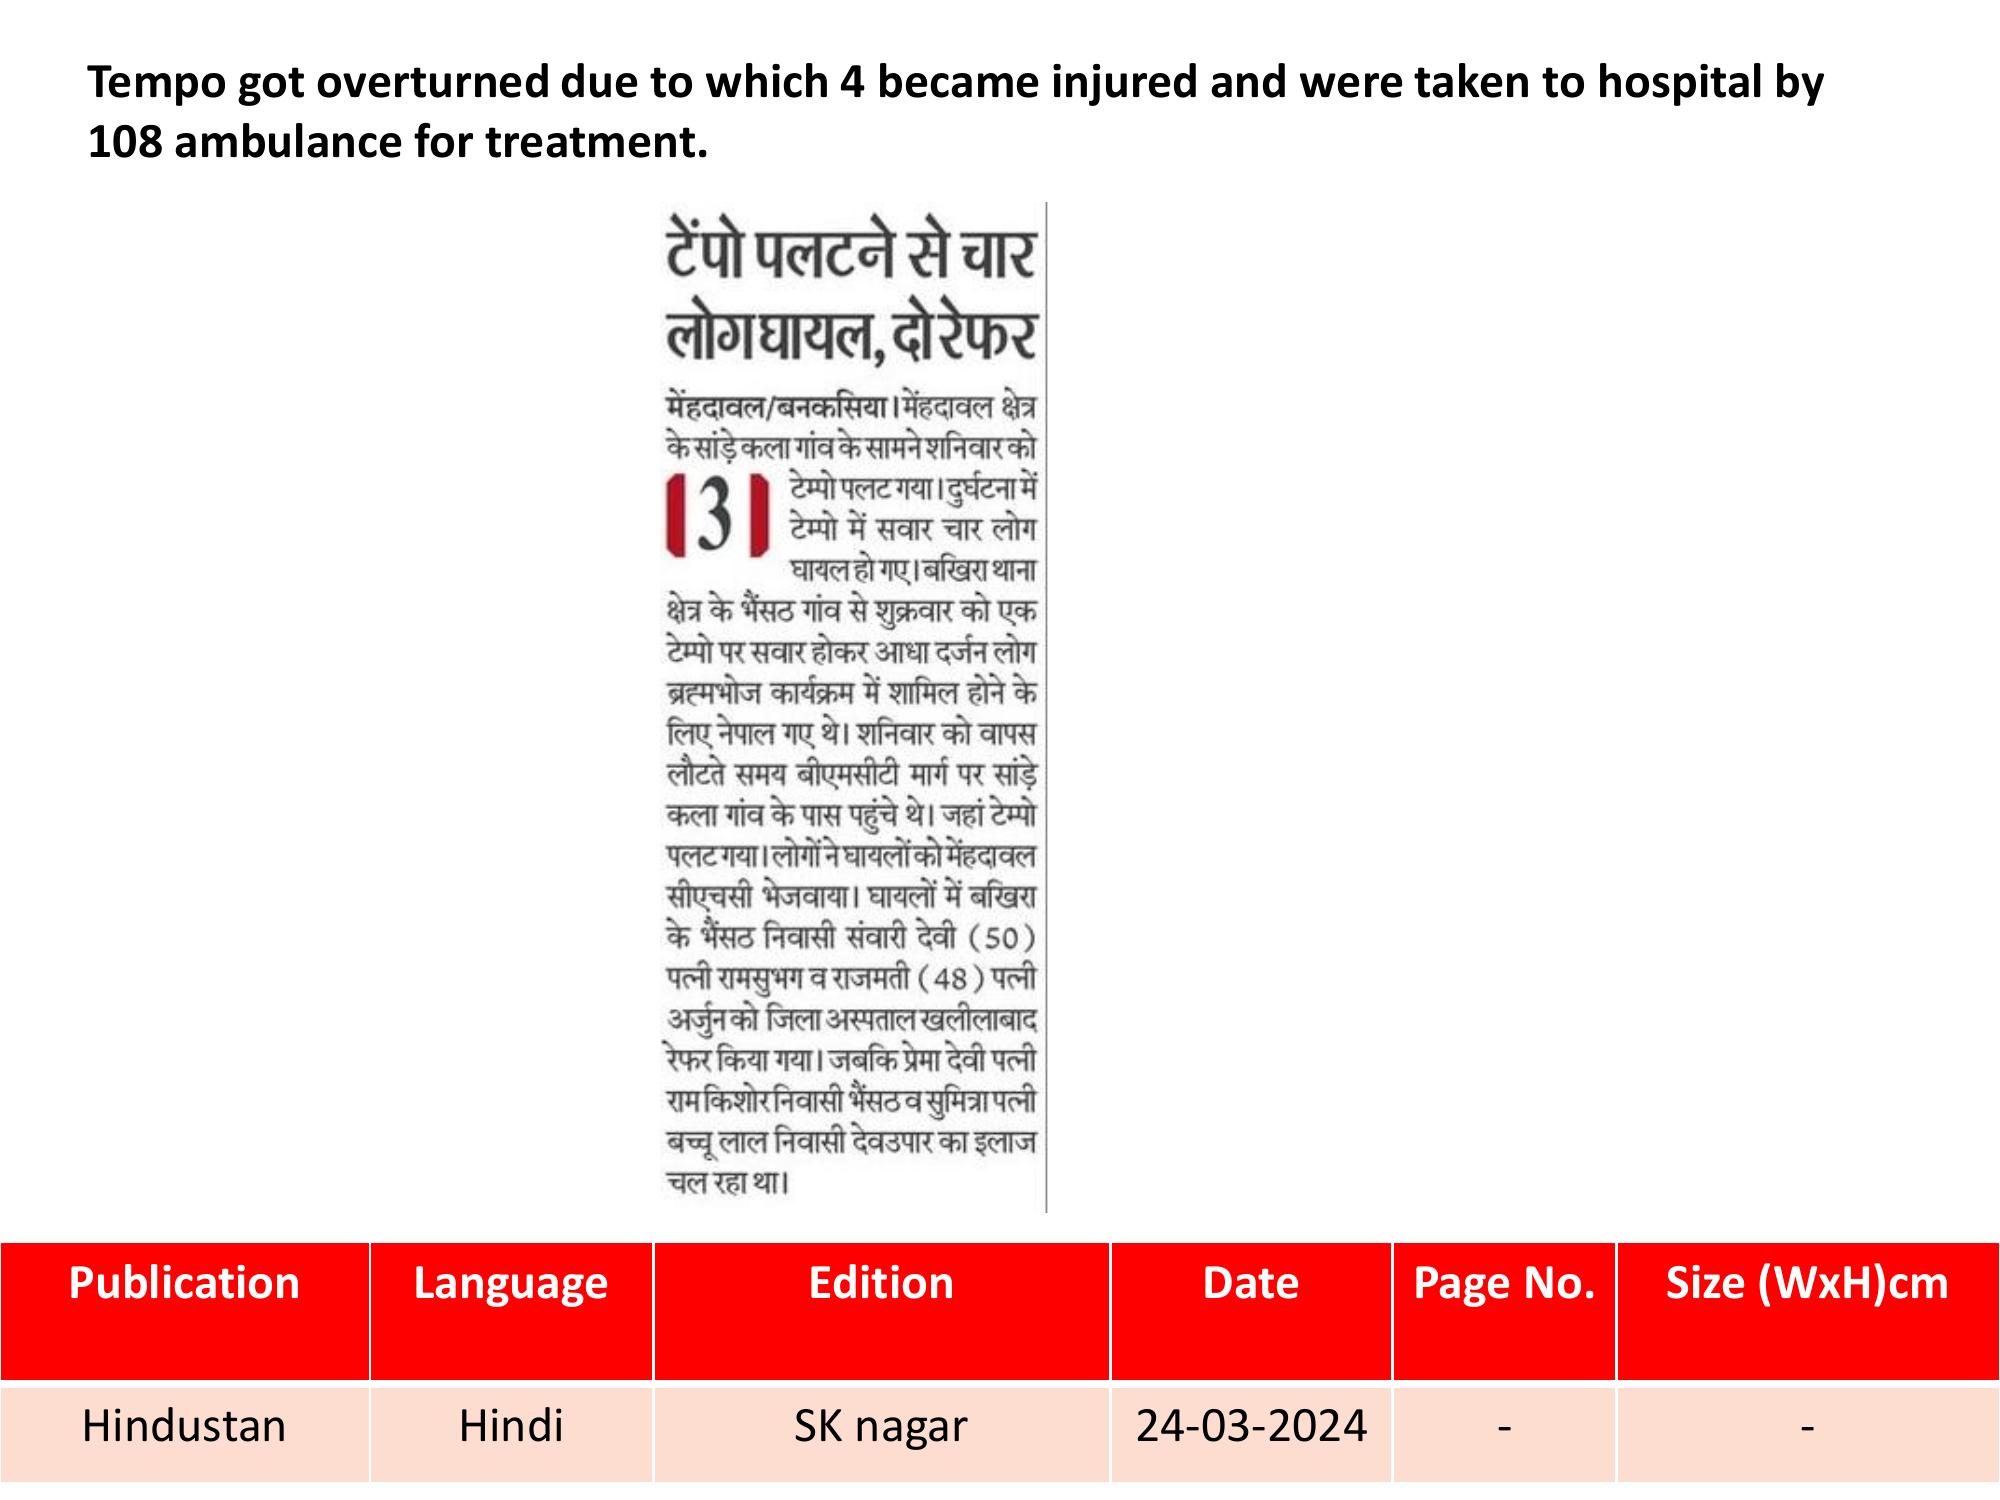 Tempo got overturned due to which 4 became injured and were taken to hospital by
108 ambulance for treatment.
टेंपो पलटने से चार
लोग घायल, दो रेफर
मेंहदावल/बनकसिया। मेंहदावल क्षेत्र
के सांड़े कला गांव के सामने शनिवार को
टेम्पो पलट गया। दुर्घटना में
3
टेम्पो में सवार चार लोग
घायल हो गए। बखिरा थाना
क्षेत्र के भैंसठ गांव से शुक्रवार को एक
टेम्पो पर सवार होकर आधा दर्जन लोग
ब्रह्मभोज कार्यक्रम में शामिल होने के
लिए नेपाल गए थे। शनिवार को वापस
लौटते समय बीएमसीटी मार्ग पर सांड़े
कला गांव के पास पहुंचे थे। जहां टेम्पो
पलट गया। लोगों ने घायलों को मेंहदावल
सीएचसी भेजवाया। घायलों में बखिरा
के भैंसठ निवासी संवारी देवी (50)
पत्नी रामसुभग व राजमती (48) पत्नी
अर्जुन को जिला अस्पताल खलीलाबाद
रेफर किया गया। जबकि प्रेमा देवी पत्नी
राम किशोर निवासी भैंसठ व सुमित्रा पत्नी
बच्चू लाल निवासी देवउपार का इलाज
चल रहा था।
Publication Language Edition Date Page No. Size (WxH)cm
Hindustan Hindi SK nagar 24-03-2024 - -